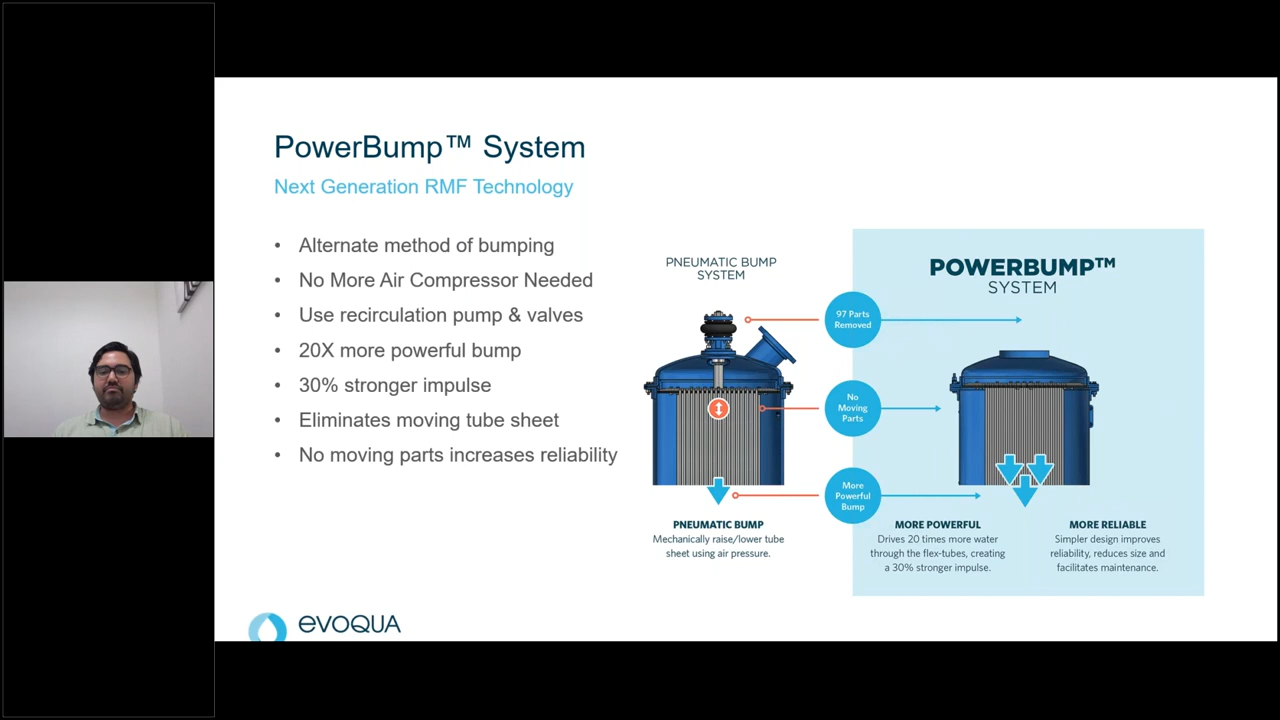 PowerBump™ System
Next Generation RMF Technology
• Alternate method of bumping
• No More Air Compressor Needed
• Use recirculation pump & valves
• 20X more powerful bump
• 30% stronger impulse
• Eliminates moving tube sheet
• No moving parts increases reliability
PNEUMATIC BUMP
SYSTEM
POWERBUMP™
SYSTEM
97 Parts
Removed
No
Moving
Parts
More
Powerful
Bump
PNEUMATIC BUMP
Mechanically raise/lower tube
sheet using air pressure.
MORE POWERFUL
Drives 20 times more water
through the flex-tubes, creating
a 30% stronger impulse.
MORE RELIABLE
Simpler design improves
reliability, reduces size and
facilitates maintenance.
evoQUA